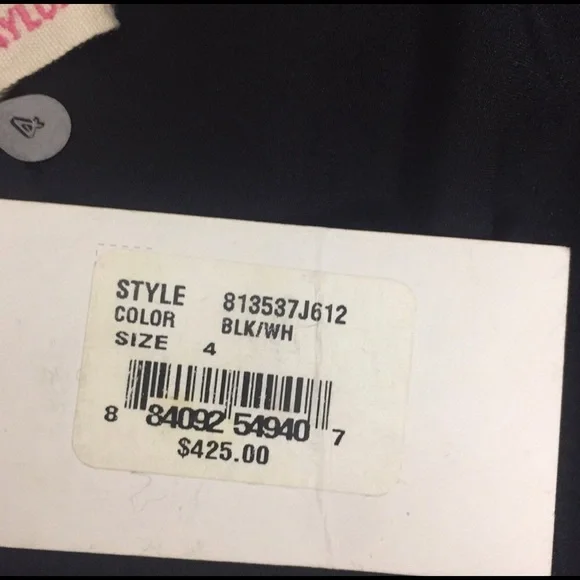 STYLE 813537J612
COLOR BLK/WH
SIZE 4
8 84092 54940 7
$425.00